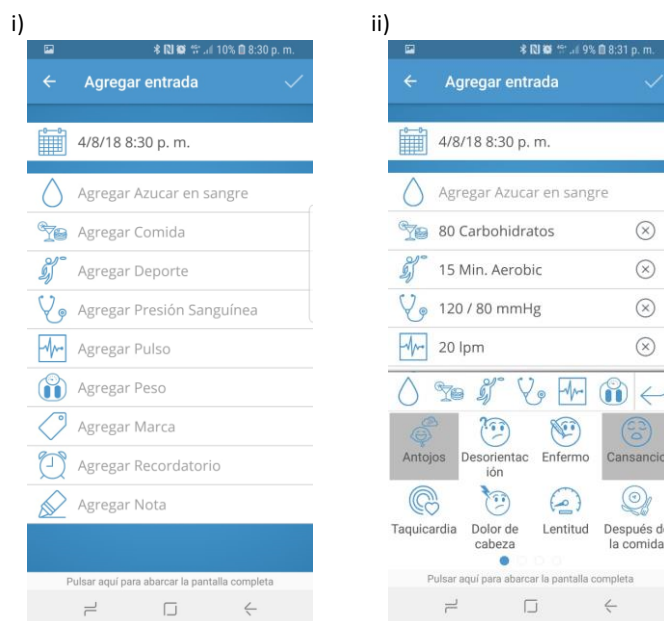 i)
10% 8:30 p. m.
Agregar entrada
4/8/18 8:30 p. m.
Agregar Azucar en sangre
Agregar Comida
Agregar Deporte
Agregar Presión Sanguínea
Agregar Pulso
Agregar Peso
Agregar Marca
Agregar Recordatorio
Agregar Nota
Pulsar aquí para abarcar la pantalla completa
ii)
9% 8:31 p. m.
Agregar entrada
4/8/18 8:30 p. m.
Agregar Azucar en sangre
80 Carbohidratos
15 Min. Aerobic
120 / 80 mmHg
20 lpm
Antojos Desorientac Enfermo Cansancio
ión
Taquicardia Dolor de Lentitud Después de
cabeza la comida
Pulsar aquí para abarcar la pantalla completa